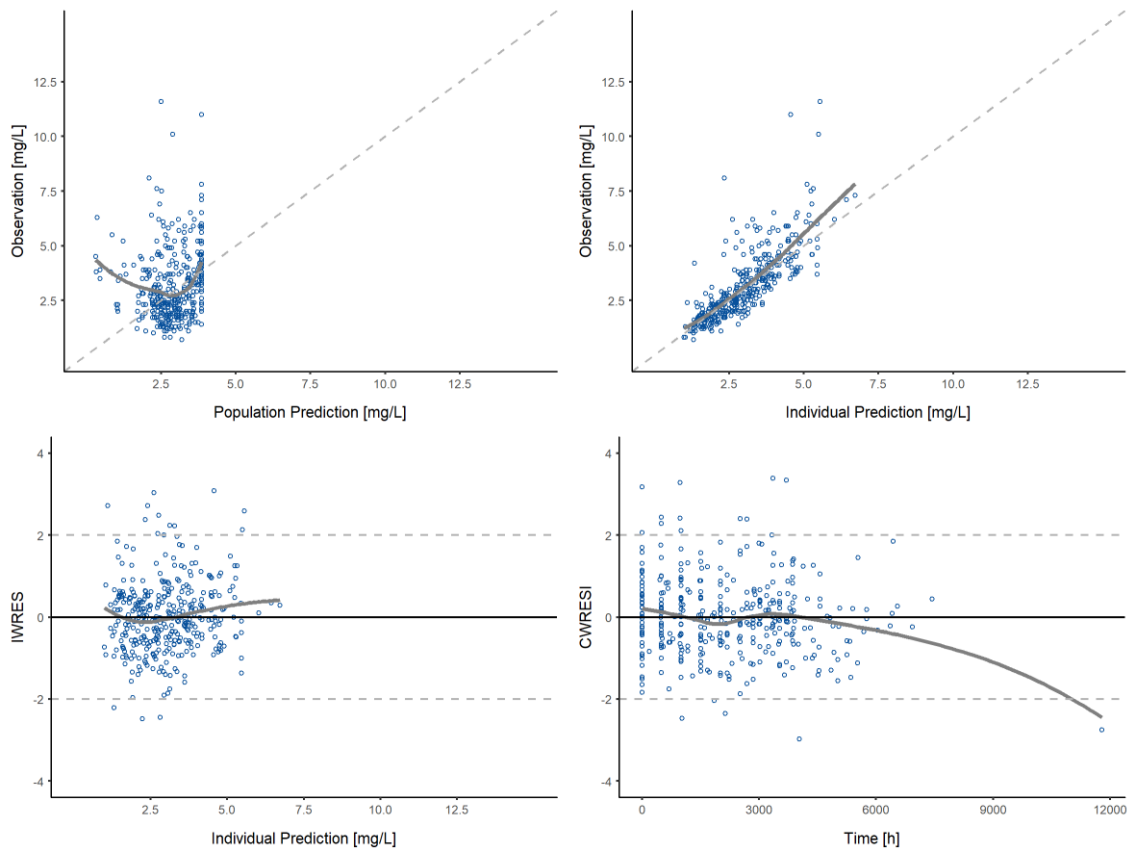 12.5
10.0
7.5
5.0
2.5
Observation [mg/L]
2.5 5.0 7.5 10.0 12.5
Population Prediction [mg/L]
12.5
10.0
7.5
5.0
2.5
Observation [mg/L]
2.5 5.0 7.5 10.0 12.5
Individual Prediction [mg/L]
4
2
0
-2
-4
IWRES
2.5 5.0 7.5 10.0 12.5
Individual Prediction [mg/L]
4
2
0
-2
-4
CWRESI
0 3000 6000 9000 12000
Time [h]